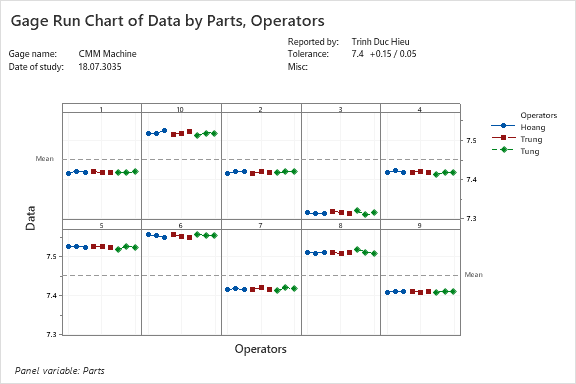 Gage Run Chart of Data by Parts, Operators
Reported by: Trinh Duc Hieu
Gage name: CMM Machine
Tolerance: 7.4 +0.15 / 0.05
Date of study: 18.07.3035
Misc:
1 10 2 3 4
Operators
Hoang
Trung
Tung
7.5
Mean
7.4
7.3
Data
5 6 7 8 9
7.5
Mean
7.4
7.3
Operators
Panel variable: Parts